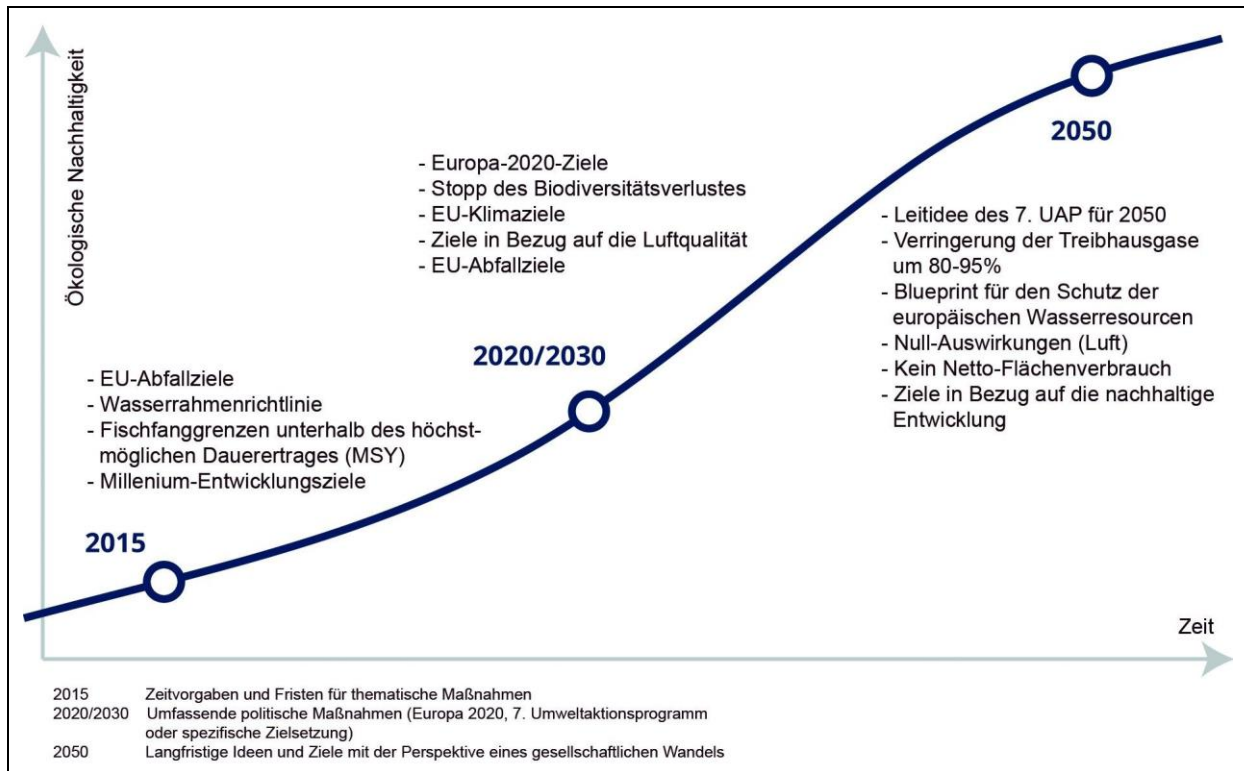 Ökologische Nachhaltigkeit
2050
- Europa-2020-Ziele
- Stopp des Biodiversitätsverlustes
- EU-Klimaziele
- Ziele in Bezug auf die Luftqualität
- EU-Abfallziele
- Leitidee des 7. UAP für 2050
- Verringerung der Treibhausgase
um 80-95%
- Blueprint für den Schutz der
europäischen Wasserresourcen
- Null-Auswirkungen (Luft)
- Kein Netto-Flächenverbrauch
- Ziele in Bezug auf die nachhaltige
Entwicklung
2020/2030
- EU-Abfallziele
- Wasserrahmenrichtlinie
- Fischfanggrenzen unterhalb des höchst-
möglichen Dauerertrages (MSY)
- Millenium-Entwicklungsziele
2015
Zeit
2015 Zeitvorgaben und Fristen für thematische Maßnahmen
2020/2030 Umfassende politische Maßnahmen (Europa 2020, 7. Umweltaktionsprogramm
oder spezifische Zielsetzung)
2050 Langfristige Ideen und Ziele mit der Perspektive eines gesellschaftlichen Wandels